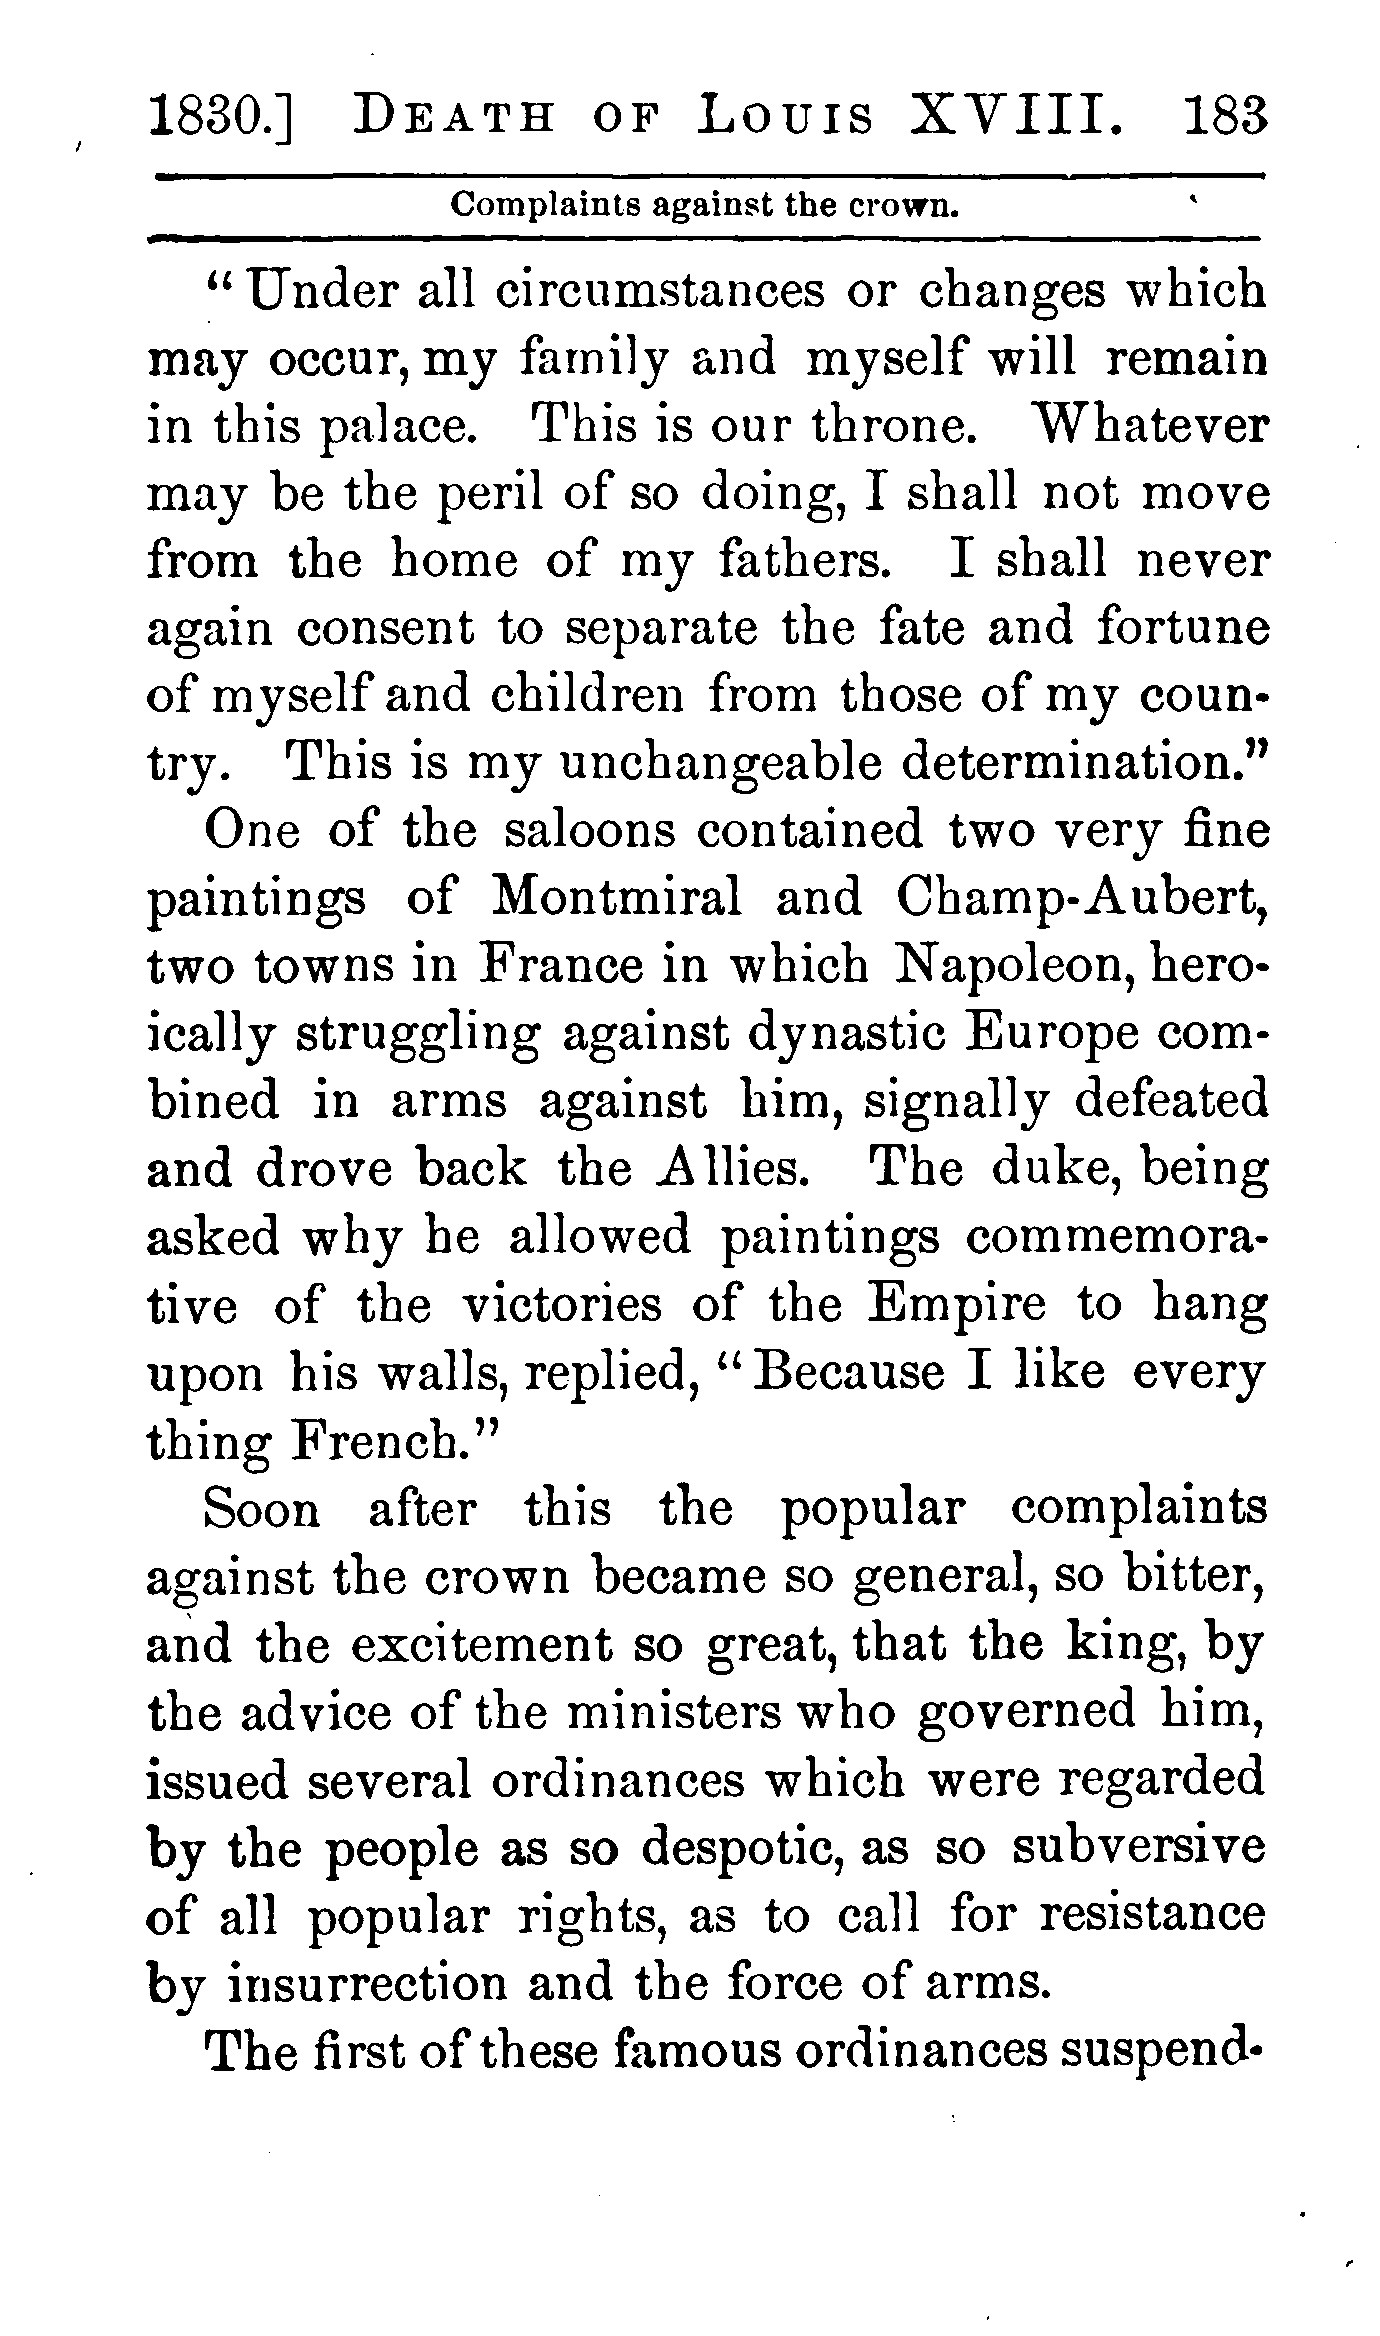 1830.] DEATH OF LOUIS XVIII. 183
Complaints against the crown.
“Under all circumstances or changes which
may occur, my family and myself will remain
in this palace. This is our throne. Whatever
may be the peril of so doing, I shall not move
from the home of my fathers. I shall never
again consent to separate the fate and fortune
of myself and children from those of my coun-
try. This is my unchangeable determination.”
One of the saloons contained two very fine
paintings of Montmiral and Champ-Aubert,
two towns in France in which Napoleon, hero-
ically struggling against dynastic Europe com-
bined in arms against him, signally defeated
and drove back the Allies. The duke, being
asked why he allowed paintings commemora-
tive of the victories of the Empire to hang
upon his walls, replied, “Because I like every
thing French.”
Soon after this the popular complaints
against the crown became so general, so bitter,
and the excitement so great, that the king, by
the advice of the ministers who governed him,
issued several ordinances which were regarded
by the people as so despotic, as so subversive
of all popular rights, as to call for resistance
by insurrection and the force of arms.
The first of these famous ordinances suspend-